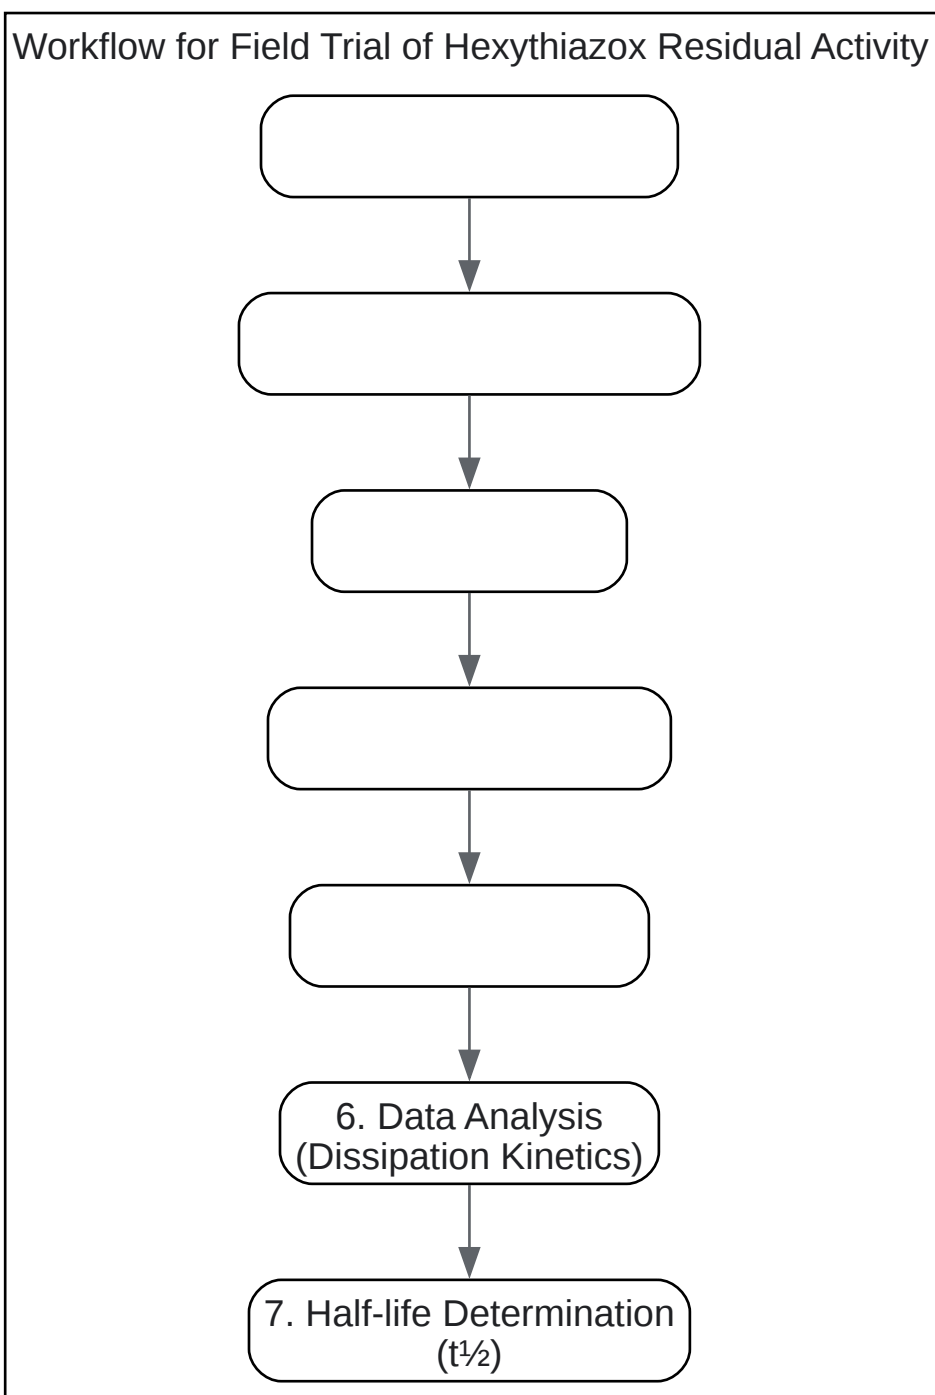 Workflow for Field Trial of Hexythiazox Residual Activity
6. Data Analysis
(Dissipation Kinetics)
7. Half-life Determination
(t½)